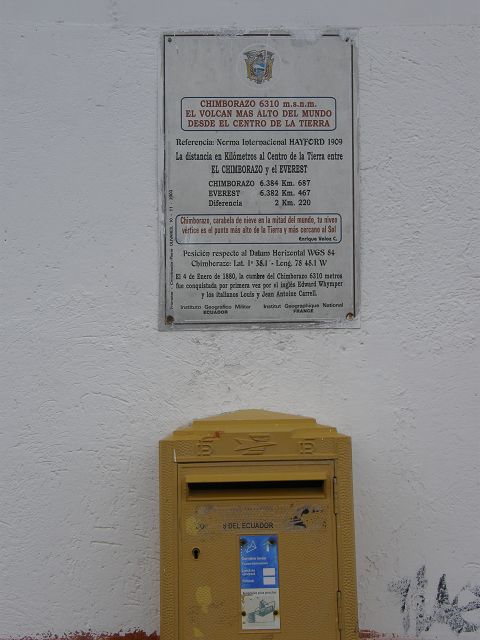 CHIMBORAZO 6310 m.s.n.m.
EL VOLCAN MAS ALTO DEL MUNDO
DESDE EL CENTRO DE LA TIERRA
Referencia: Norma Internacional HAYFORD 1909
La distancia en Kilómetros al Centro de la Tierra entre
EL CHIMBORAZO y el EVEREST
CHIMBORAZO 6.384 Km. 687
EVEREST 6.382 Km. 467
Diferencia 2 Km. 220
Chimborazo, carabela de nieve en la mitad del mundo, tu niveo
vértice es el punto más alto de la Tierra y más cercano al Sol
Enrique Veloz C.
Posición respecto al Datum Horizontal WGS 84
Chimborazo: Lat. 1º 28.1' - Long. 78 48.1 W
El 4 de Enero de 1880, la cumbre del Chimborazo 6310 metros
fue conquistada por primera vez por el inglés Edward Whymper
y los italianos Louis y Jean Antoine Carrell.
Instituto Geográfico Militar
ECUADOR
Institut Geographique National
FRANCE
S DEL ECUADOR